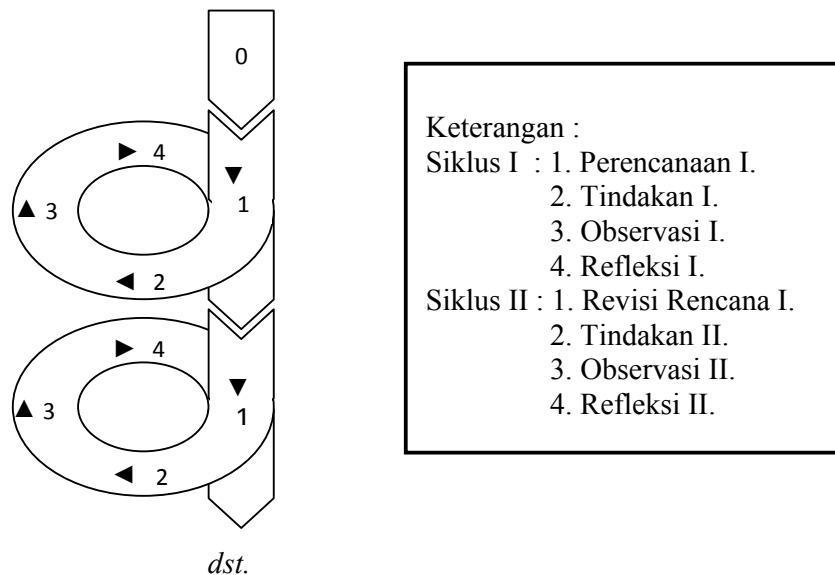 0
4
1
3
2
4
3
1
2
dst.
Keterangan :
Siklus I : 1. Perencanaan I.
2. Tindakan I.
3. Observasi I.
4. Refleksi I.
Siklus II : 1. Revisi Rencana I.
2. Tindakan II.
3. Observasi II.
4. Refleksi II.